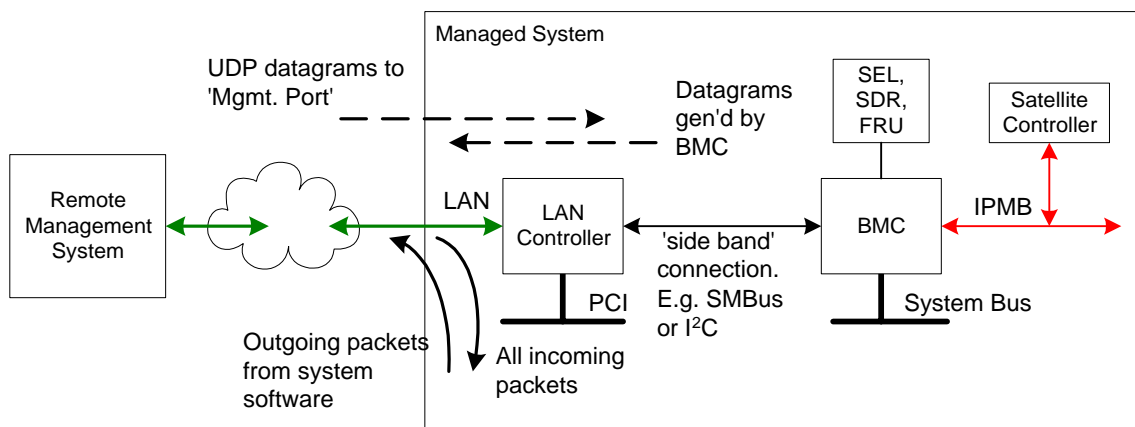 Managed System
UDP datagrams to
'Mgmt. Port'
Datagrams
gen'd by
BMC
SEL,
SDR,
FRU
Satellite
Controller
Remote
Management
System
LAN
LAN
Controller
'side band'
connection.
E.g. SMBus
or I²C
BMC
IPMB
PCI
System Bus
Outgoing packets
from system
software
All incoming
packets